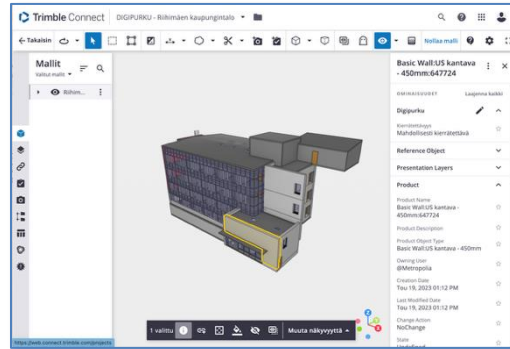 Trimble Connect DIGIPURKU - Riihimäen kaupungintalo
Takaisin
Nollaa malli
Mallit
Valitut mallit
Riihim...
Basic Wall:US kantava
- 450mm:647724
OMINAISUUDET Laajenna kaikki
Digipurku
Kierrätettävyys
Mahdollisesti kierrätettävä
Reference Object
Presentation Layers
Product
Product Name
Basic Wall:US kantava -
450mm:647724
Product Description
Product Object Type
Basic Wall:US kantava - 450mm
Owning User
@Metropolia
Creation Date
Tou 19, 2023 01:12 PM
Last Modified Date
Tou 19, 2023 01:12 PM
Change Action
NoChange
State
Undefined
1 valittu
Muuta näkyvyyttä
https://web.connect.trimble.com/projects